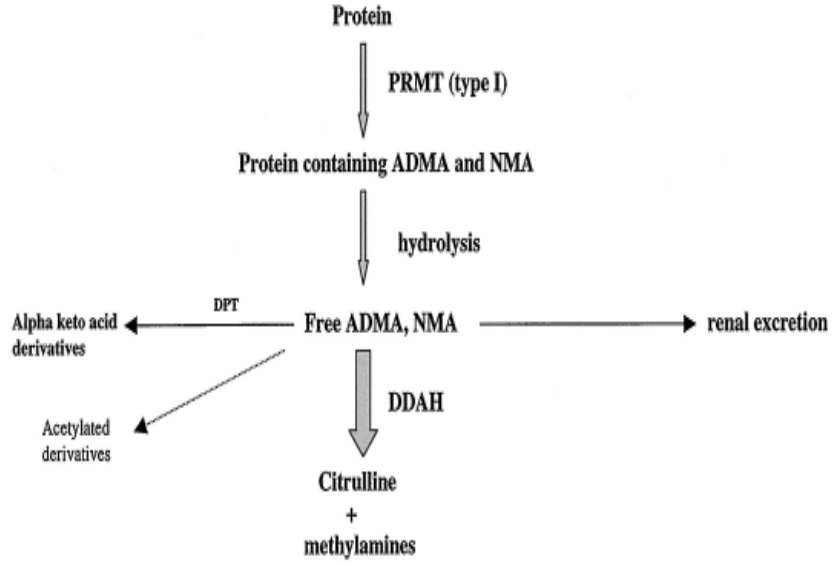 Protein
PRMT (type I)
Protein containing ADMA and NMA
hydrolysis
DPT
Alpha keto acid
derivatives
Free ADMA, NMA
renal excretion
DDAH
Acetylated
derivatives
Citrulline
+
methylamines